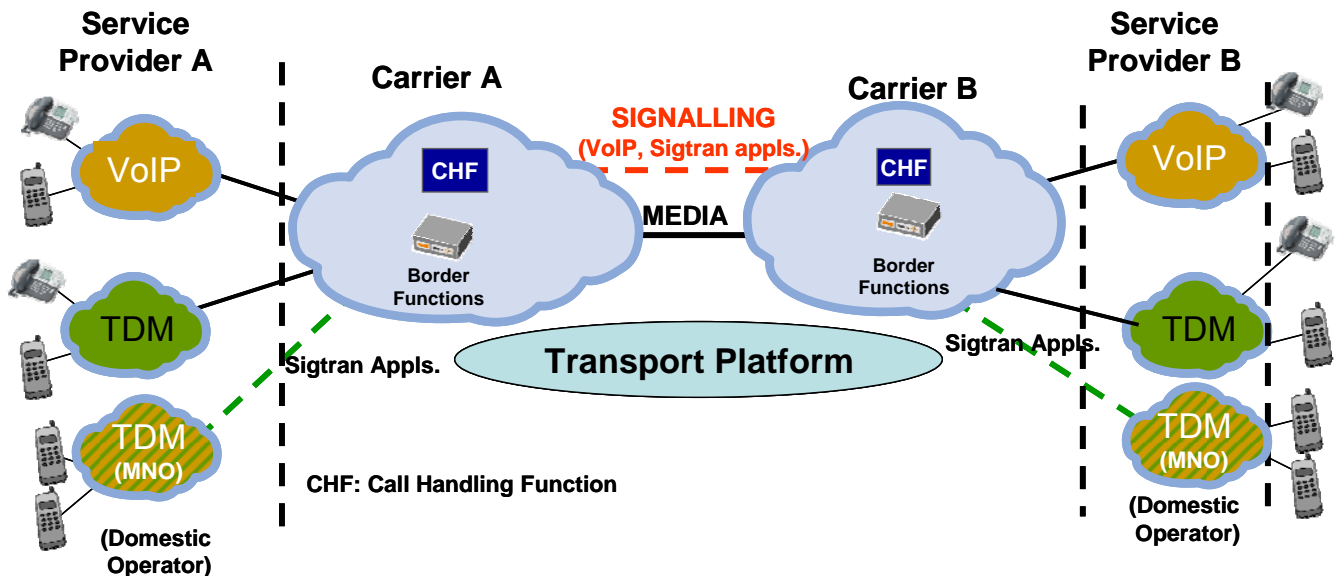 Service
Provider A
Carrier A
Carrier B
Service
Provider B
SIGNALLING
(VoIP, Sigtran appls.)
VoIP
CHF
CHF
VoIP
MEDIA
Border
Functions
Border
Functions
TDM
TDM
Sigtran Appls.
Transport Platform
Sigtran Appls.
TDM
(MNO)
TDM
(MNO)
CHF: Call Handling Function
(Domestic
Operator)
(Domestic
Operator)